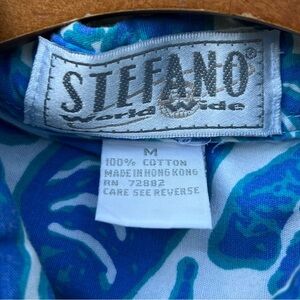 STEFANO®
World Wide
M
100% COTTON
MADE IN HONG KONG
RN 72882
CARE SEE REVERSE